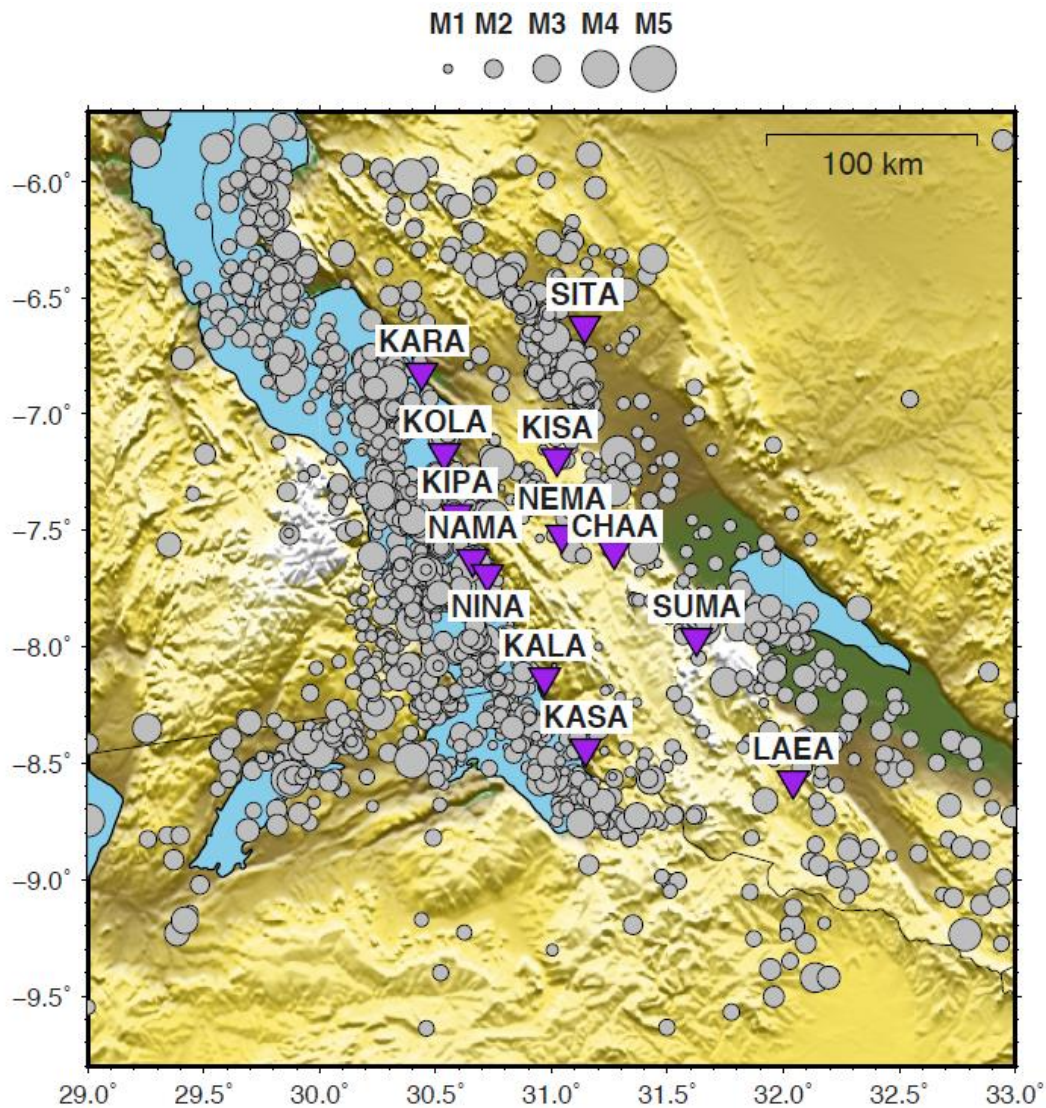 M1 M2 M3 M4 M5
100 km
−6.0°
−6.5°
−7.0°
−7.5°
−8.0°
−8.5°
−9.0°
−9.5°
SITA
KARA
KOLA
KISA
KIPA
NEMA
NAMA
CHAA
NINA
SUMA
KALA
KASA
LAEA
29.0° 29.5° 30.0° 30.5° 31.0° 31.5° 32.0° 32.5° 33.0°